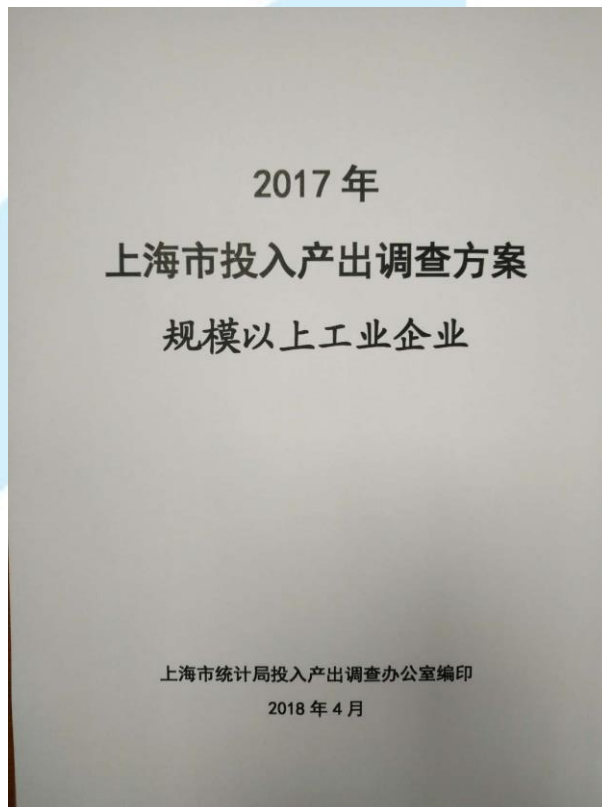 2017 年
上海市投入产出调查方案
规模以上工业企业
上海市统计局投入产出调查办公室编印
2018 年 4 月